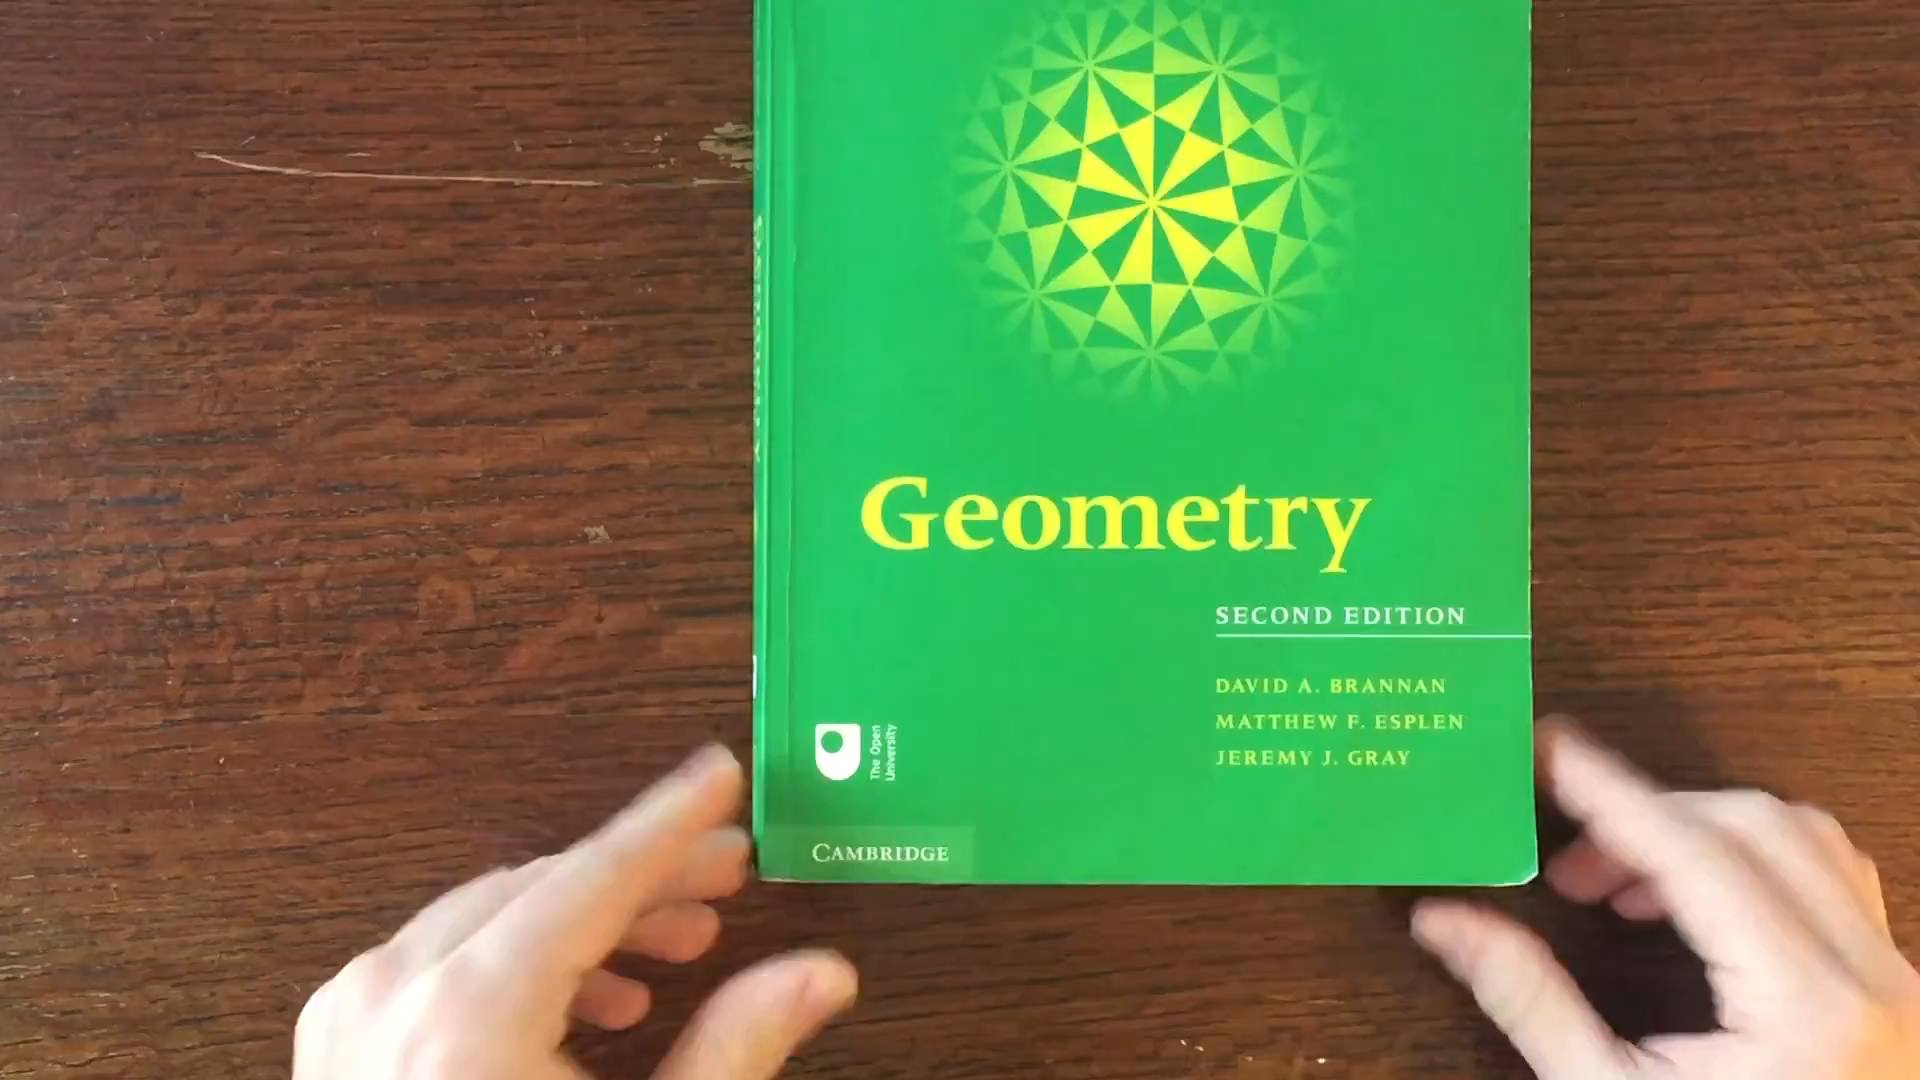 Geometry
SECOND EDITION
DAVID A. BRANNAN
MATTHEW F. ESPLEN
JEREMY J. GRAY
The Open
University
CAMBRIDGE